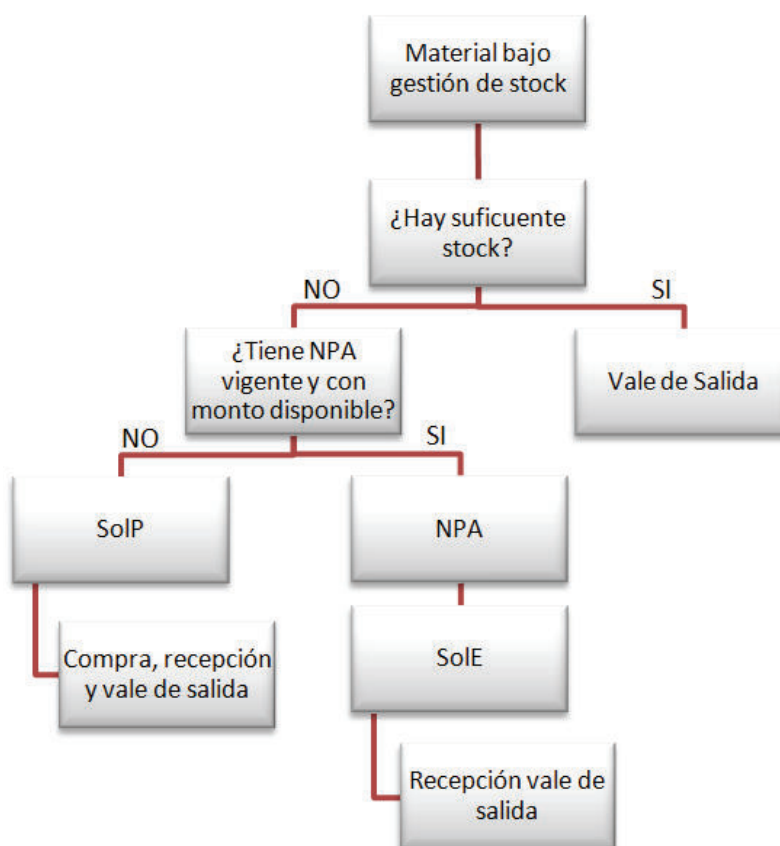 Material bajo
gestión de stock
¿Hay suficuente
stock?
NO
SI
¿Tiene NPA
vigente y con
monto disponible?
Vale de Salida
NO
SI
SolP
NPA
Compra, recepción
y vale de salida
SolE
Recepción vale de
salida